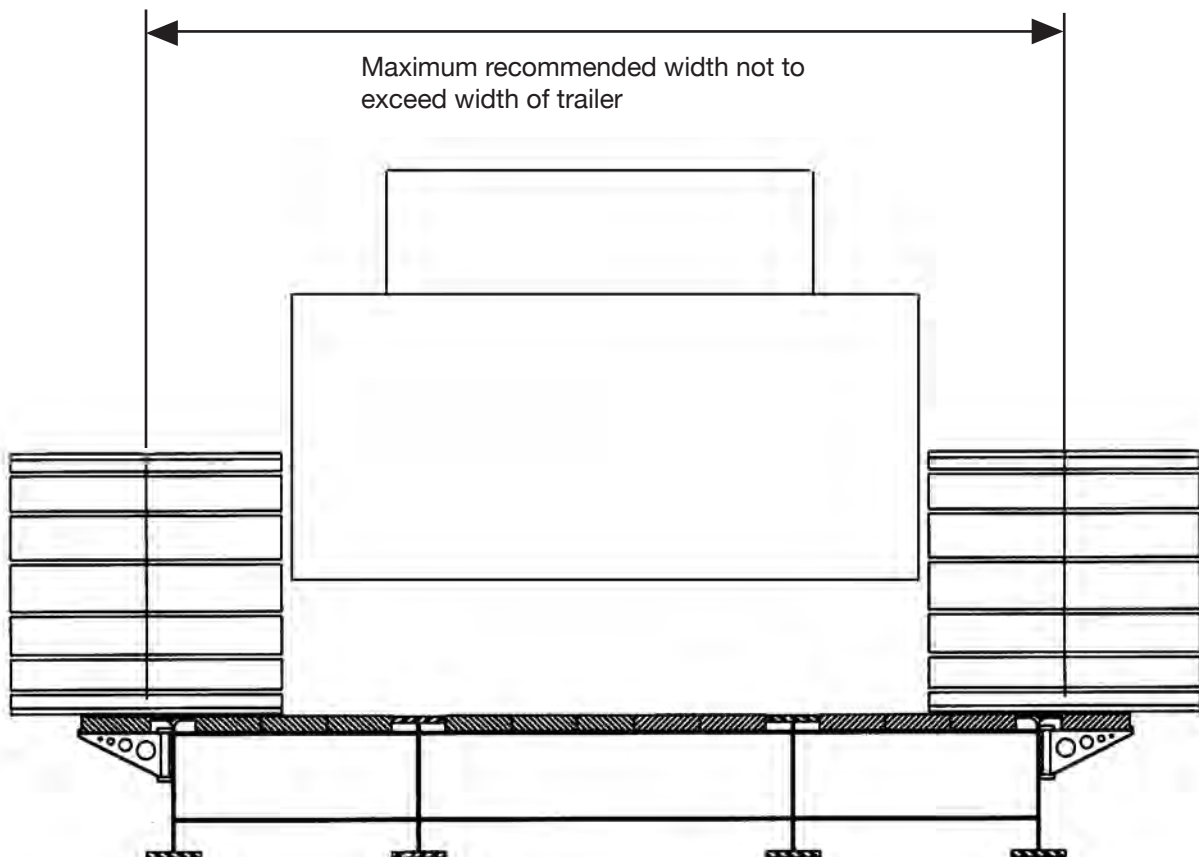 Maximum recommended width not to
exceed width of trailer